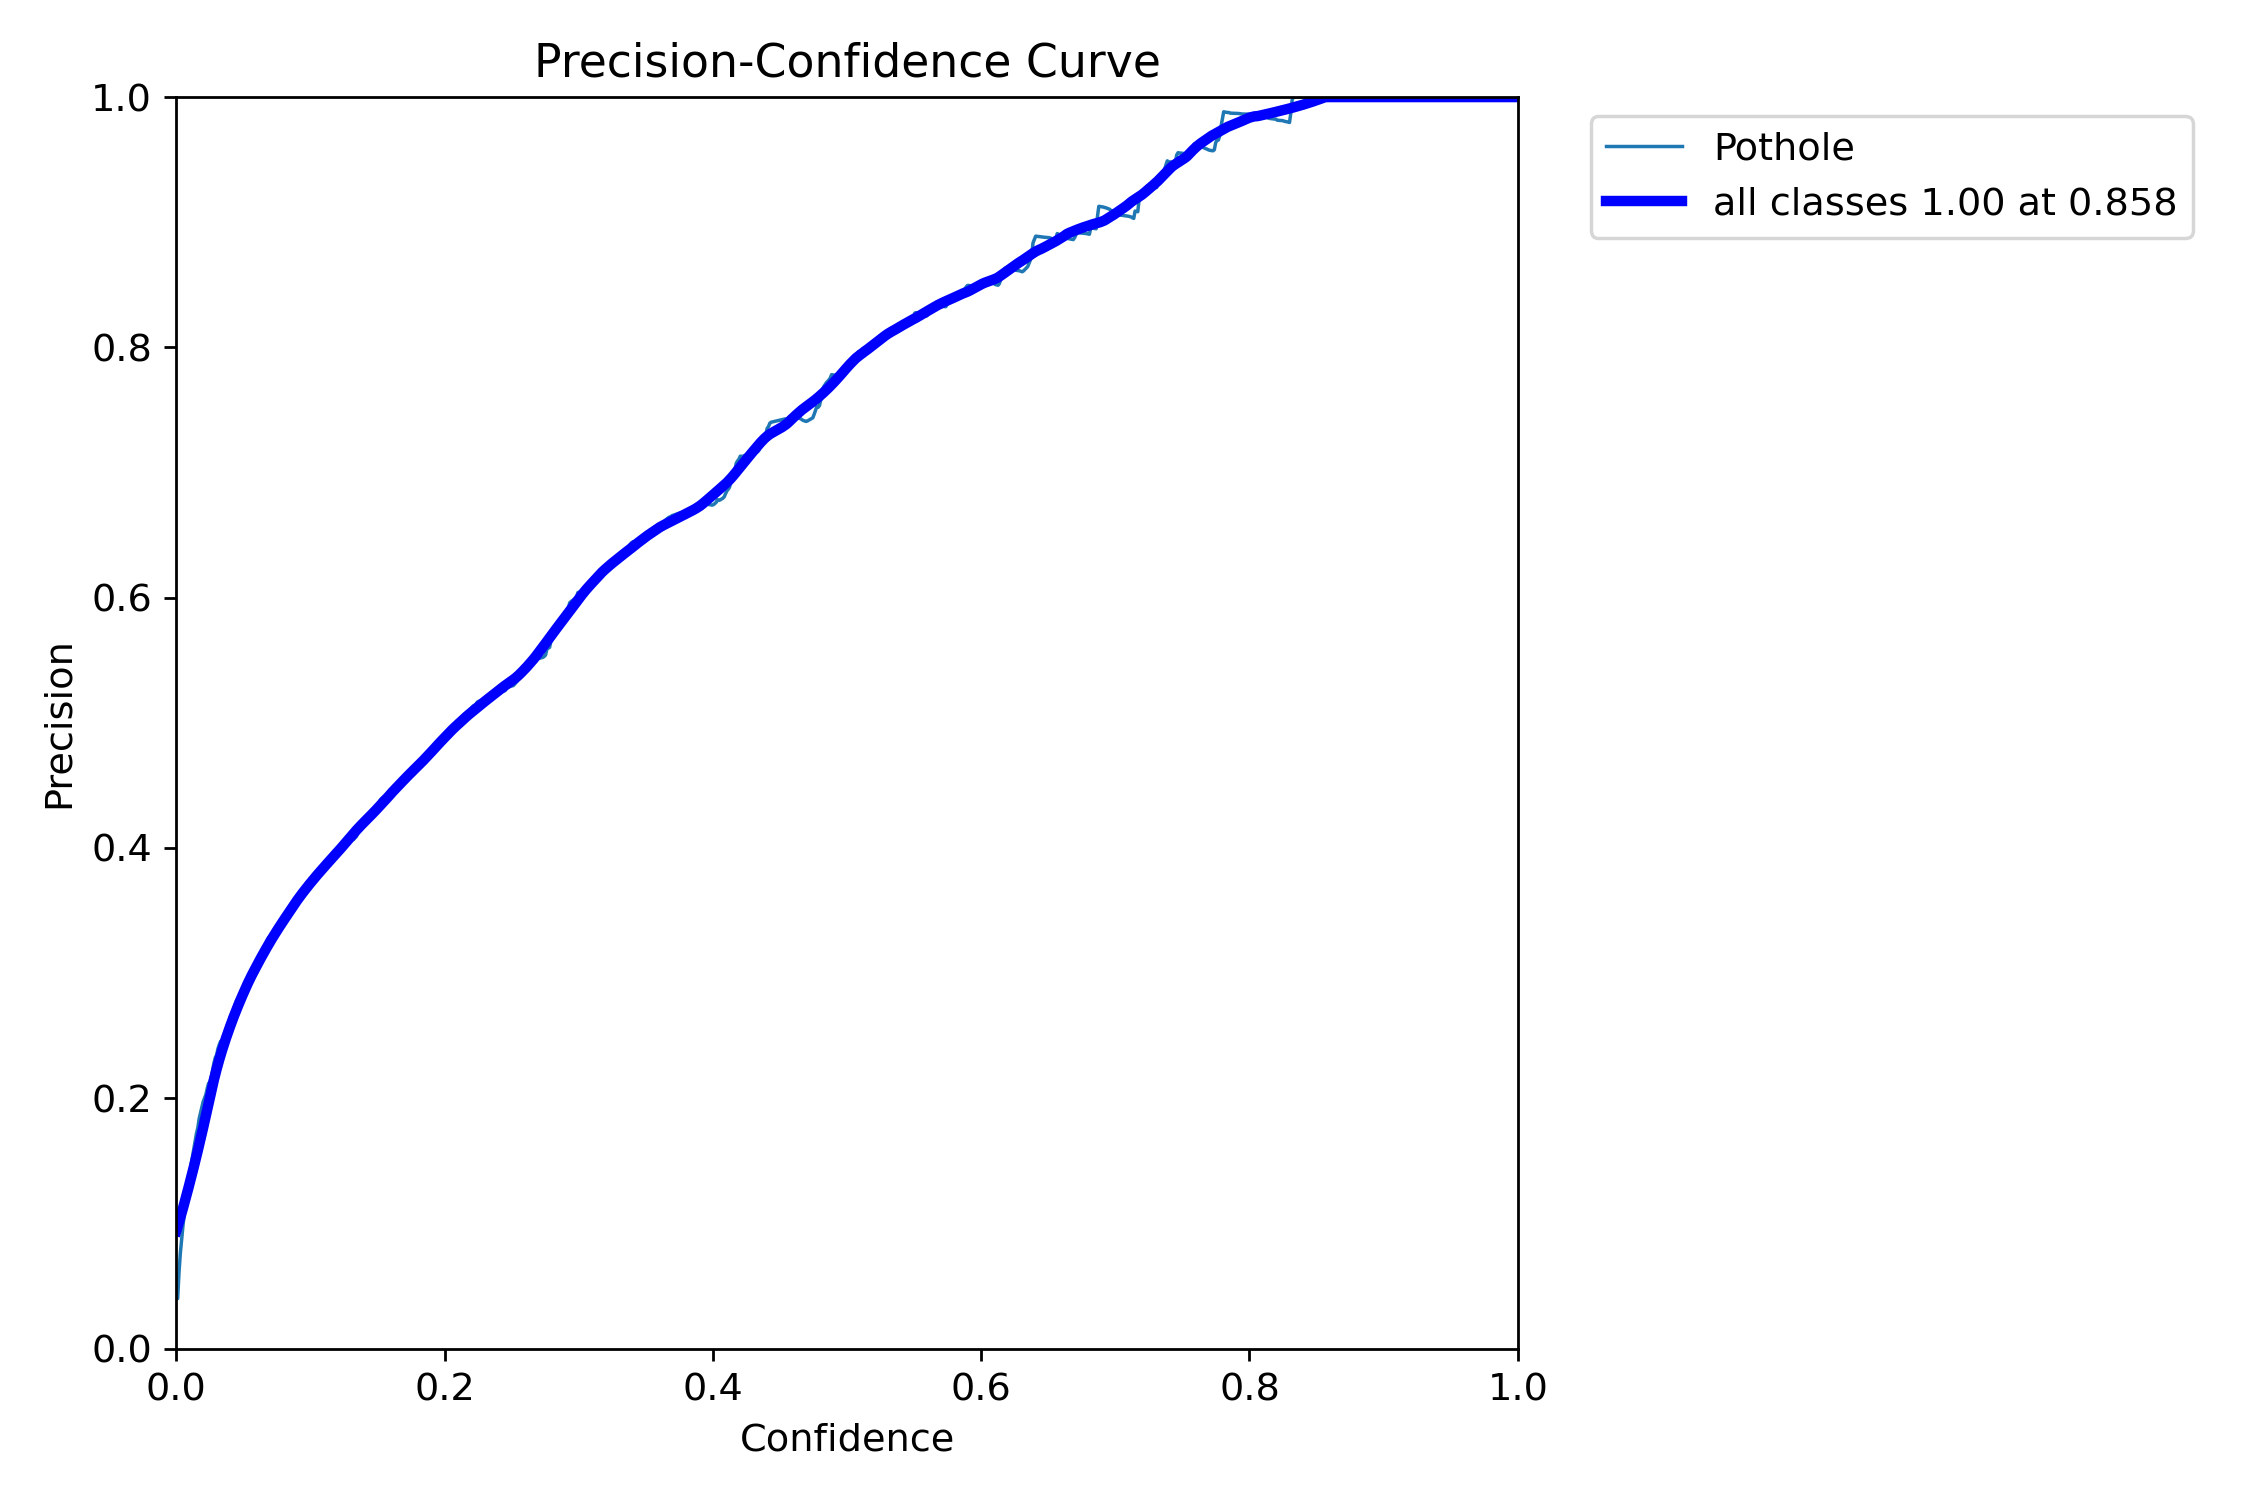 Precision-Confidence Curve
1.0
0.8
0.6
0.4
0.2
0.0
Precision
0.0 0.2 0.4 0.6 0.8 1.0
Confidence
Pothole
all classes 1.00 at 0.858